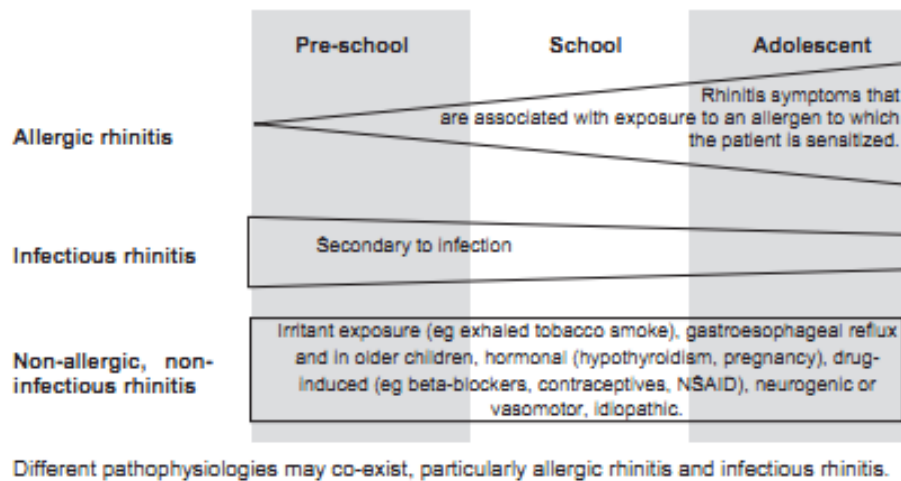 Pre-school School Adolescent
Allergic rhinitis
Rhinitis symptoms that
are associated with exposure to an allergen to which
the patient is sensitized.
Infectious rhinitis
Secondary to infection
Non-allergic, non-
infectious rhinitis
Irritant exposure (eg exhaled tobacco smoke), gastroesophageal reflux
and in older children, hormonal (hypothyroidism, pregnancy), drug-
induced (eg beta-blockers, contraceptives, NSAID), neurogenic or
vasomotor, idiopathic.
Different pathophysiologies may co-exist, particularly allergic rhinitis and infectious rhinitis.